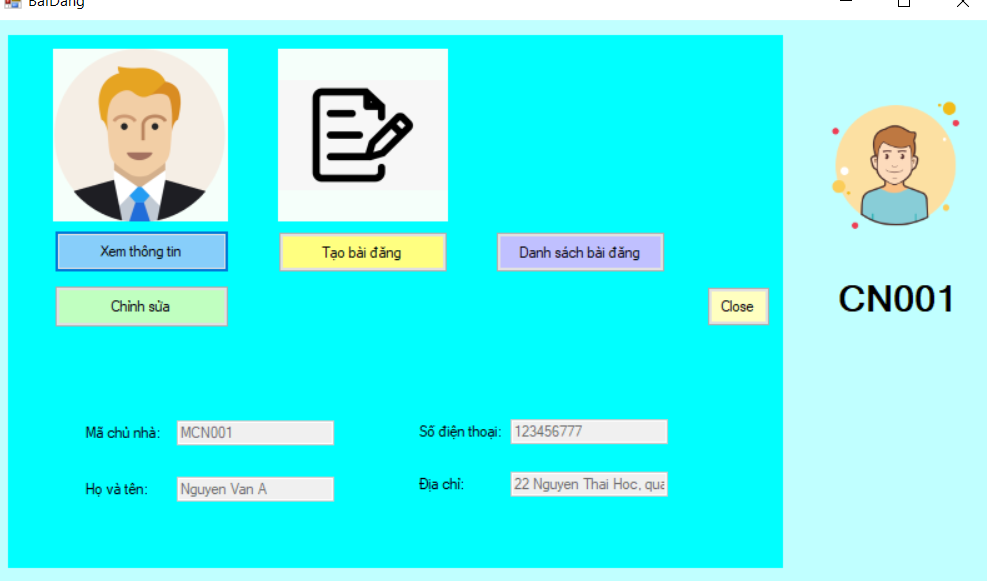 BaiDang
Xem thông tin
Tạo bài đăng
Danh sách bài đăng
Chỉnh sửa
Close
CN001
Mã chủ nhà:
MCN001
Số điện thoại:
123456777
Họ và tên:
Nguyen Van A
Địa chỉ:
22 Nguyen Thai Hoc, qua